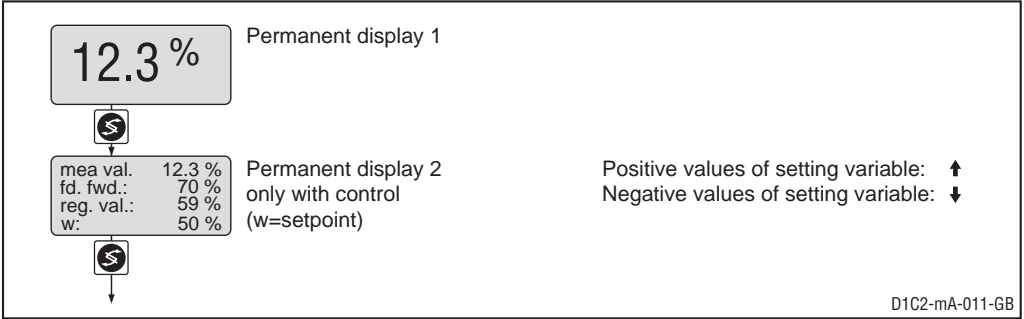 12.3 %
Permanent display 1
mea val. 12.3 %
fd. fwd.: 70 %
reg. val.: 59 %
w: 50 %
Permanent display 2
only with control
(w=setpoint)
Positive values of setting variable: ↑
Negative values of setting variable: ↓
D1C2-mA-011-GB